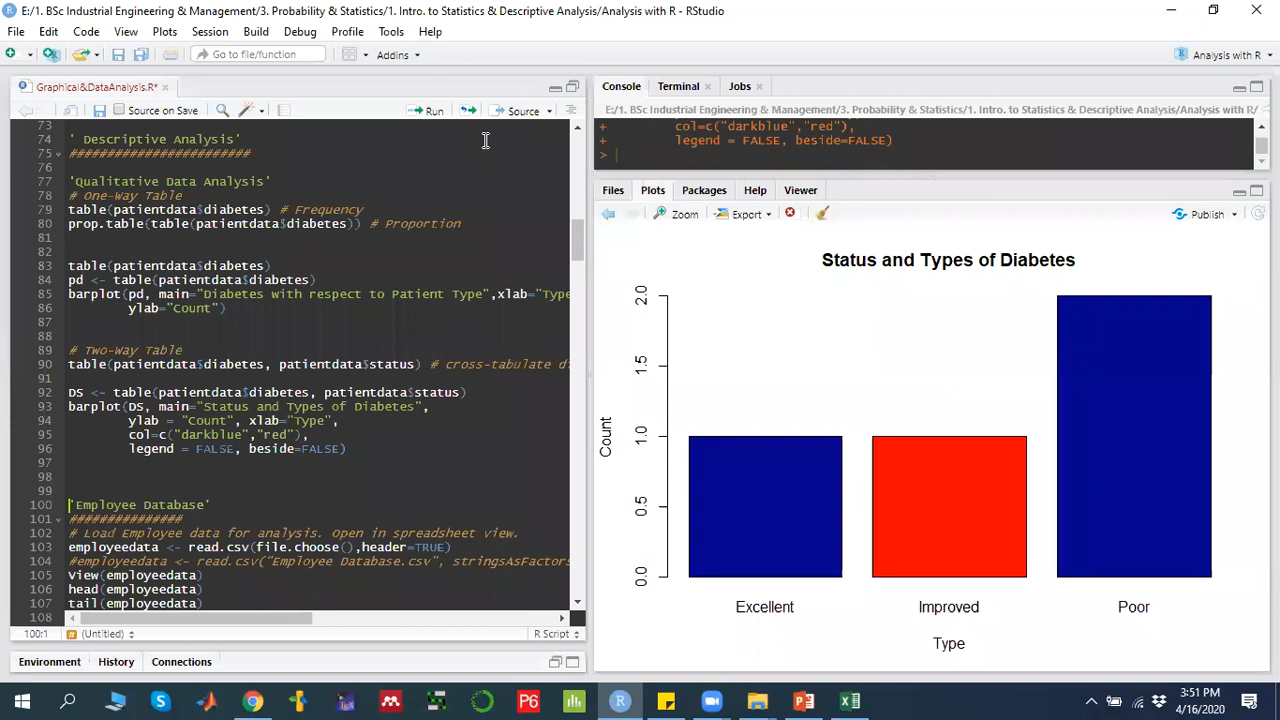 E:/1. BSc Industrial Engineering & Management/3. Probability & Statistics/1. Intro. to Statistics & Descriptive Analysis/Analysis with R - RStudio
File Edit Code View Plots Session Build Debug Profile Tools Help
Go to file/function
Addins
Analysis with R
Graphical&DataAnalysis.R*
Source on Save
Run
Source
73
74 ' Descriptive Analysis'
75 ########################
76
77 'Qualitative Data Analysis'
78 # One-Way Table
79 table(patientdata$diabetes) # Frequency
80 prop.table(table(patientdata$diabetes)) # Proportion
81
82
83 table(patientdata$diabetes)
84 pd <- table(patientdata$diabetes)
85 barplot(pd, main="Diabetes with respect to Patient Type",xlab="Type
86 ylab="Count")
87
88
89 # Two-way Table
90 table(patientdata$diabetes, patientdata$status) # cross-tabulate d
91
92 DS <- table(patientdata$diabetes, patientdata$status)
93 barplot(DS, main="Status and Types of Diabetes",
94 ylab = "Count", xlab="Type",
95 col=c("darkblue","red"),
96 legend = FALSE, beside=FALSE)
97
98
99
100 'Employee Database'
101 ###############
102 # Load Employee data for analysis. Open in spreadsheet view.
103 employeedata <- read.csv(file.choose(),header=TRUE)
104 #employeedata <- read.csv("Employee Database.csv", stringsAsFactors
105 View(employeedata)
106 head(employeedata)
107 tail(employeedata)
108
100:1 # (Untitled) R Script
Environment History Connections
Console Terminal Jobs
E:/1. BSc Industrial Engineering & Management/3. Probability & Statistics/1. Intro. to Statistics & Descriptive Analysis/Analysis with R/
+ col=c("darkblue","red"),
+ legend = FALSE, beside=FALSE)
>
Files Plots Packages Help Viewer
Zoom Export Publish
Status and Types of Diabetes
2.0
1.5
1.0
0.5
0.0
Count
Excellent Improved Poor
Type
P6
3:51 PM
4/16/2020